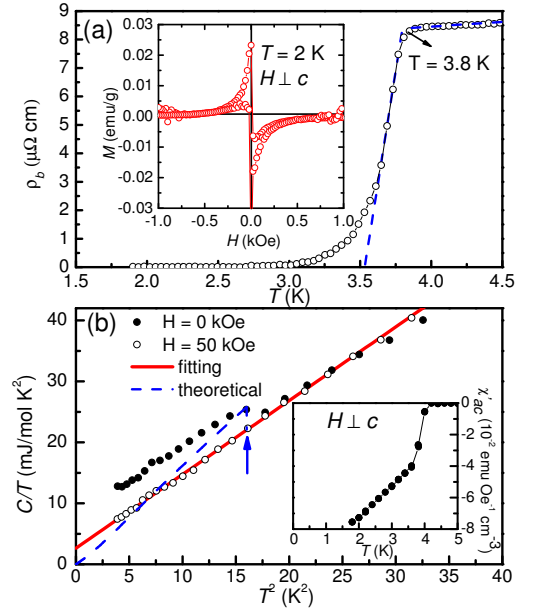 (a)
T = 2 K
H ⊥ c
0.03
0.02
0.01
0.00
-0.01
-0.02
-0.03
M (emu/g)
-1.0 -0.5 0.0 0.5 1.0
H (kOe)
T = 3.8 K
9
8
7
6
5
4
3
2
1
0
ρb (μΩ cm)
1.5 2.0 2.5 3.0 3.5 4.0 4.5
T (K)
(b)
H = 0 kOe
H = 50 kOe
fitting
theoretical
40
30
20
10
0
C/T (mJ/mol K²)
0 5 10 15 20 25 30 35 40
T² (K²)
H ⊥ c
0
-2
-4
-6
-8
χ'ac (10⁻² emu Oe⁻¹ cm⁻³)
0 1 2 3 4 5
T (K)